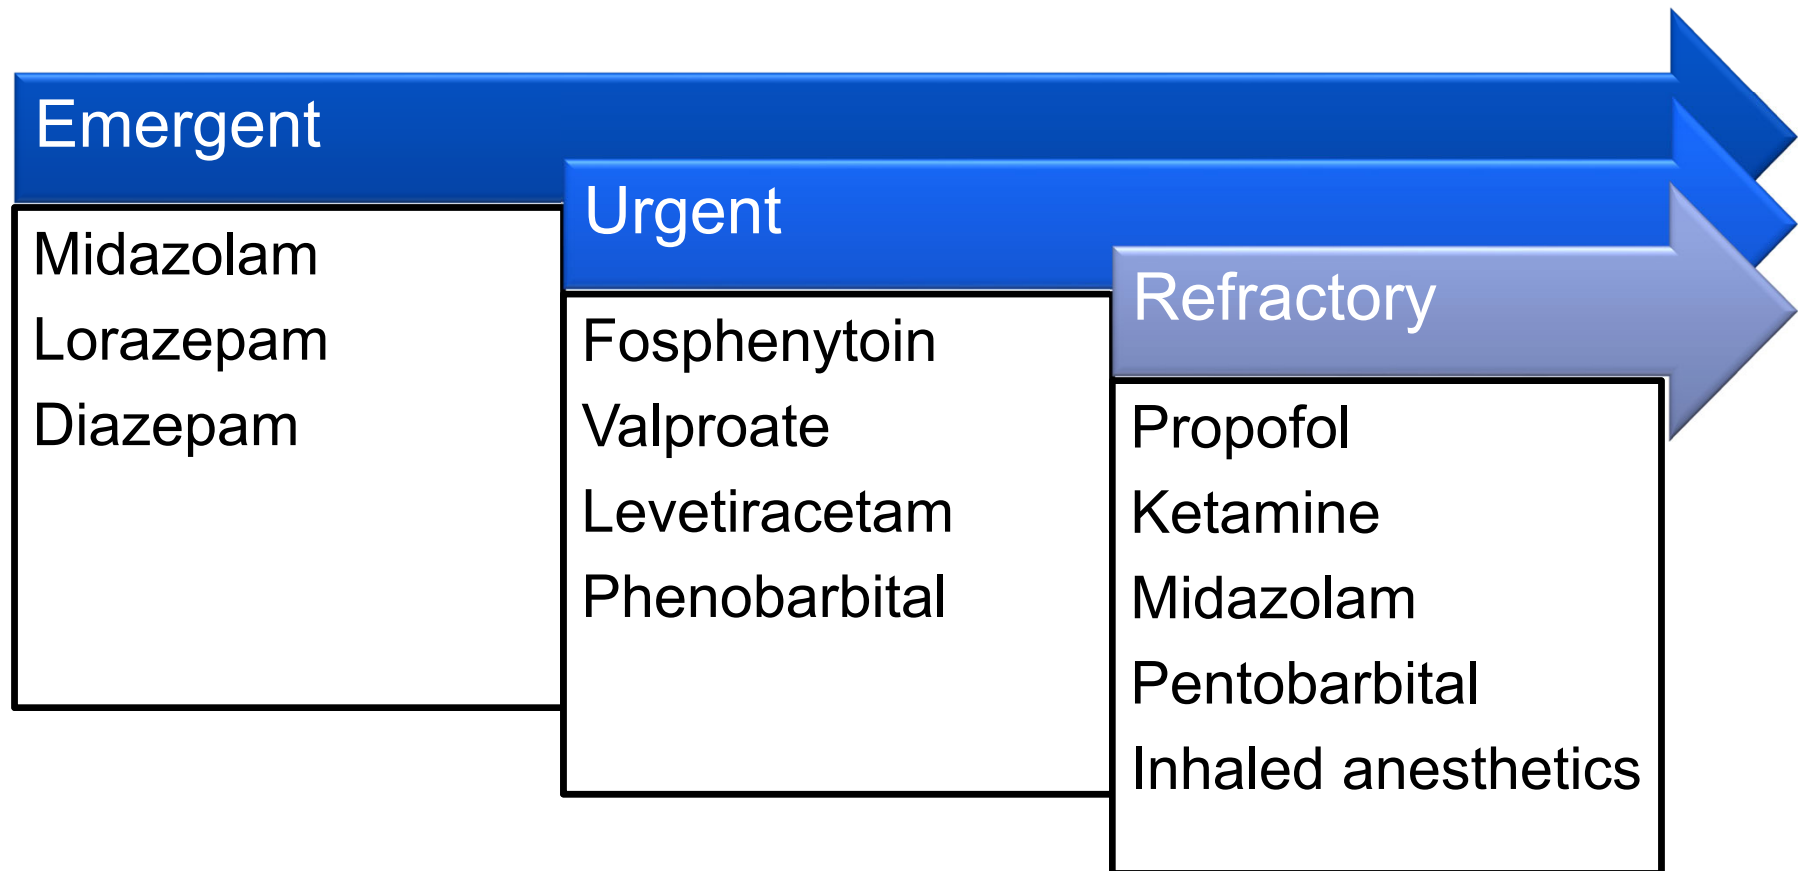 Emergent
Midazolam
Lorazepam
Diazepam
Urgent
Fosphenytoin
Valproate
Levetiracetam
Phenobarbital
Refractory
Propofol
Ketamine
Midazolam
Pentobarbital
Inhaled anesthetics